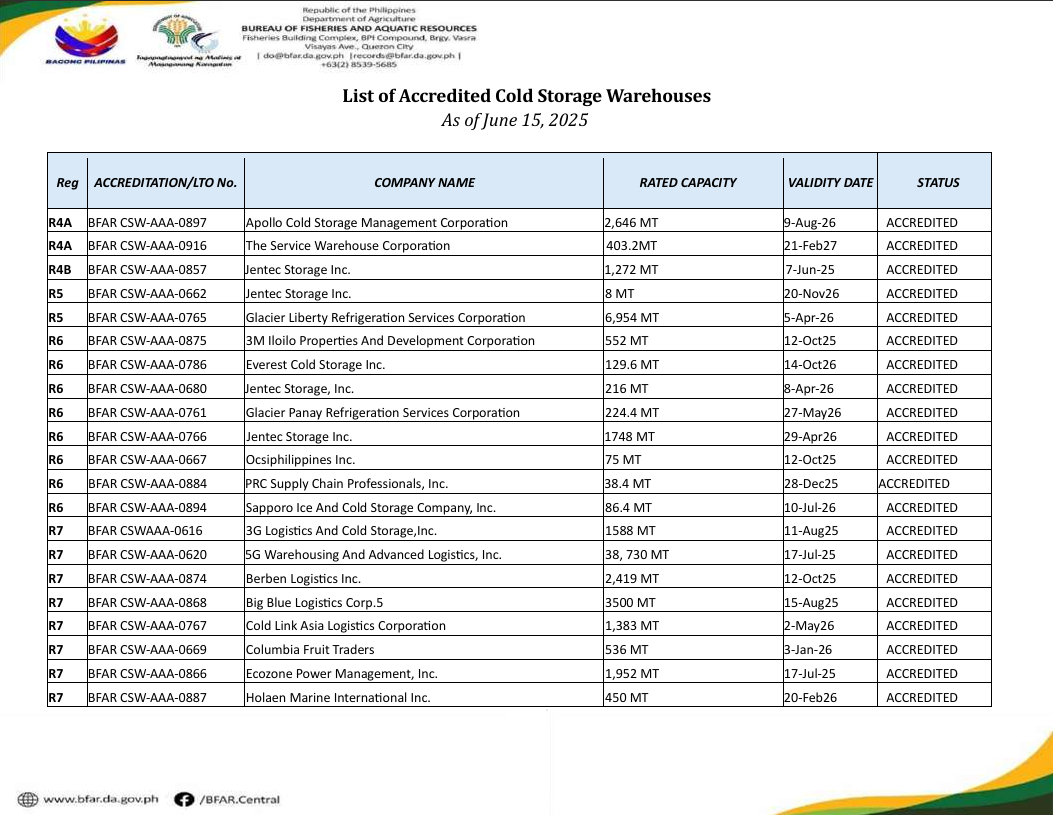 Republic of the Philippines
Department of Agriculture
BUREAU OF FISHERIES AND AQUATIC RESOURCES
Fisheries Building Complex, BPI Compound, Brgy. Vasra
Visayas Ave., Quezon City
| do@bfar.da.gov.ph |records@bfar.da.gov.ph |
+63(2) 8539-5685
BAGONG PILIPINAS
Tagapagtaguyod ng Malinis at
Masaganang Karagatan
List of Accredited Cold Storage Warehouses
As of June 15, 2025
Reg ACCREDITATION/LTO No. COMPANY NAME RATED CAPACITY VALIDITY DATE STATUS
R4A BFAR CSW-AAA-0897 Apollo Cold Storage Management Corporation 2,646 MT 9-Aug-26 ACCREDITED
R4A BFAR CSW-AAA-0916 The Service Warehouse Corporation 403.2MT 21-Feb27 ACCREDITED
R4B BFAR CSW-AAA-0857 Jentec Storage Inc. 1,272 MT 7-Jun-25 ACCREDITED
R5 BFAR CSW-AAA-0662 Jentec Storage Inc. 8 MT 20-Nov26 ACCREDITED
R5 BFAR CSW-AAA-0765 Glacier Liberty Refrigeration Services Corporation 6,954 MT 5-Apr-26 ACCREDITED
R6 BFAR CSW-AAA-0875 3M Iloilo Properties And Development Corporation 552 MT 12-Oct25 ACCREDITED
R6 BFAR CSW-AAA-0786 Everest Cold Storage Inc. 129.6 MT 14-Oct26 ACCREDITED
R6 BFAR CSW-AAA-0680 Jentec Storage, Inc. 216 MT 8-Apr-26 ACCREDITED
R6 BFAR CSW-AAA-0761 Glacier Panay Refrigeration Services Corporation 224.4 MT 27-May26 ACCREDITED
R6 BFAR CSW-AAA-0766 Jentec Storage Inc. 1748 MT 29-Apr26 ACCREDITED
R6 BFAR CSW-AAA-0667 Ocsiphilippines Inc. 75 MT 12-Oct25 ACCREDITED
R6 BFAR CSW-AAA-0884 PRC Supply Chain Professionals, Inc. 38.4 MT 28-Dec25 ACCREDITED
R6 BFAR CSW-AAA-0894 Sapporo Ice And Cold Storage Company, Inc. 86.4 MT 10-Jul-26 ACCREDITED
R7 BFAR CSWAAA-0616 3G Logistics And Cold Storage,Inc. 1588 MT 11-Aug25 ACCREDITED
R7 BFAR CSW-AAA-0620 5G Warehousing And Advanced Logistics, Inc. 38, 730 MT 17-Jul-25 ACCREDITED
R7 BFAR CSW-AAA-0874 Berben Logistics Inc. 2,419 MT 12-Oct25 ACCREDITED
R7 BFAR CSW-AAA-0868 Big Blue Logistics Corp.5 3500 MT 15-Aug25 ACCREDITED
R7 BFAR CSW-AAA-0767 Cold Link Asia Logistics Corporation 1,383 MT 2-May26 ACCREDITED
R7 BFAR CSW-AAA-0669 Columbia Fruit Traders 536 MT 3-Jan-26 ACCREDITED
R7 BFAR CSW-AAA-0866 Ecozone Power Management, Inc. 1,952 MT 17-Jul-25 ACCREDITED
R7 BFAR CSW-AAA-0887 Holaen Marine International Inc. 450 MT 20-Feb26 ACCREDITED
www.bfar.da.gov.ph /BFAR.Central